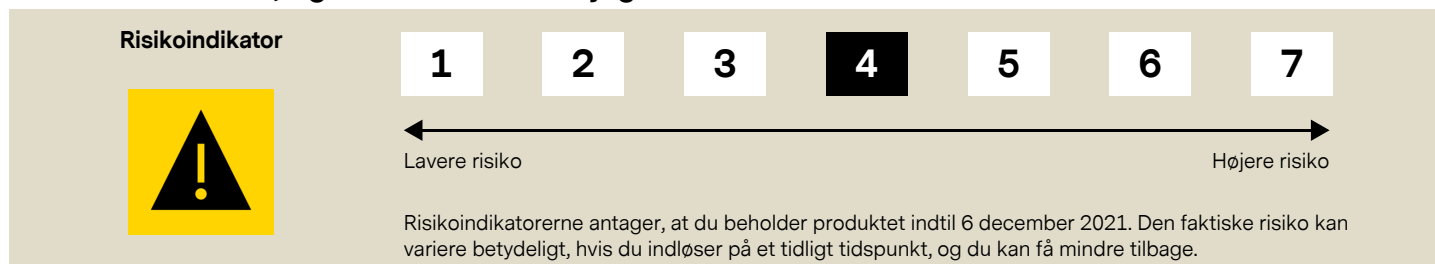 Risikoindikator
1 2 3 4 5 6 7
Lavere risiko Højere risiko
Risikoindikatorerne antager, at du beholder produktet indtil 6 december 2021. Den faktiske risiko kan
variere betydeligt, hvis du indløser på et tidligt tidspunkt, og du kan få mindre tilbage.